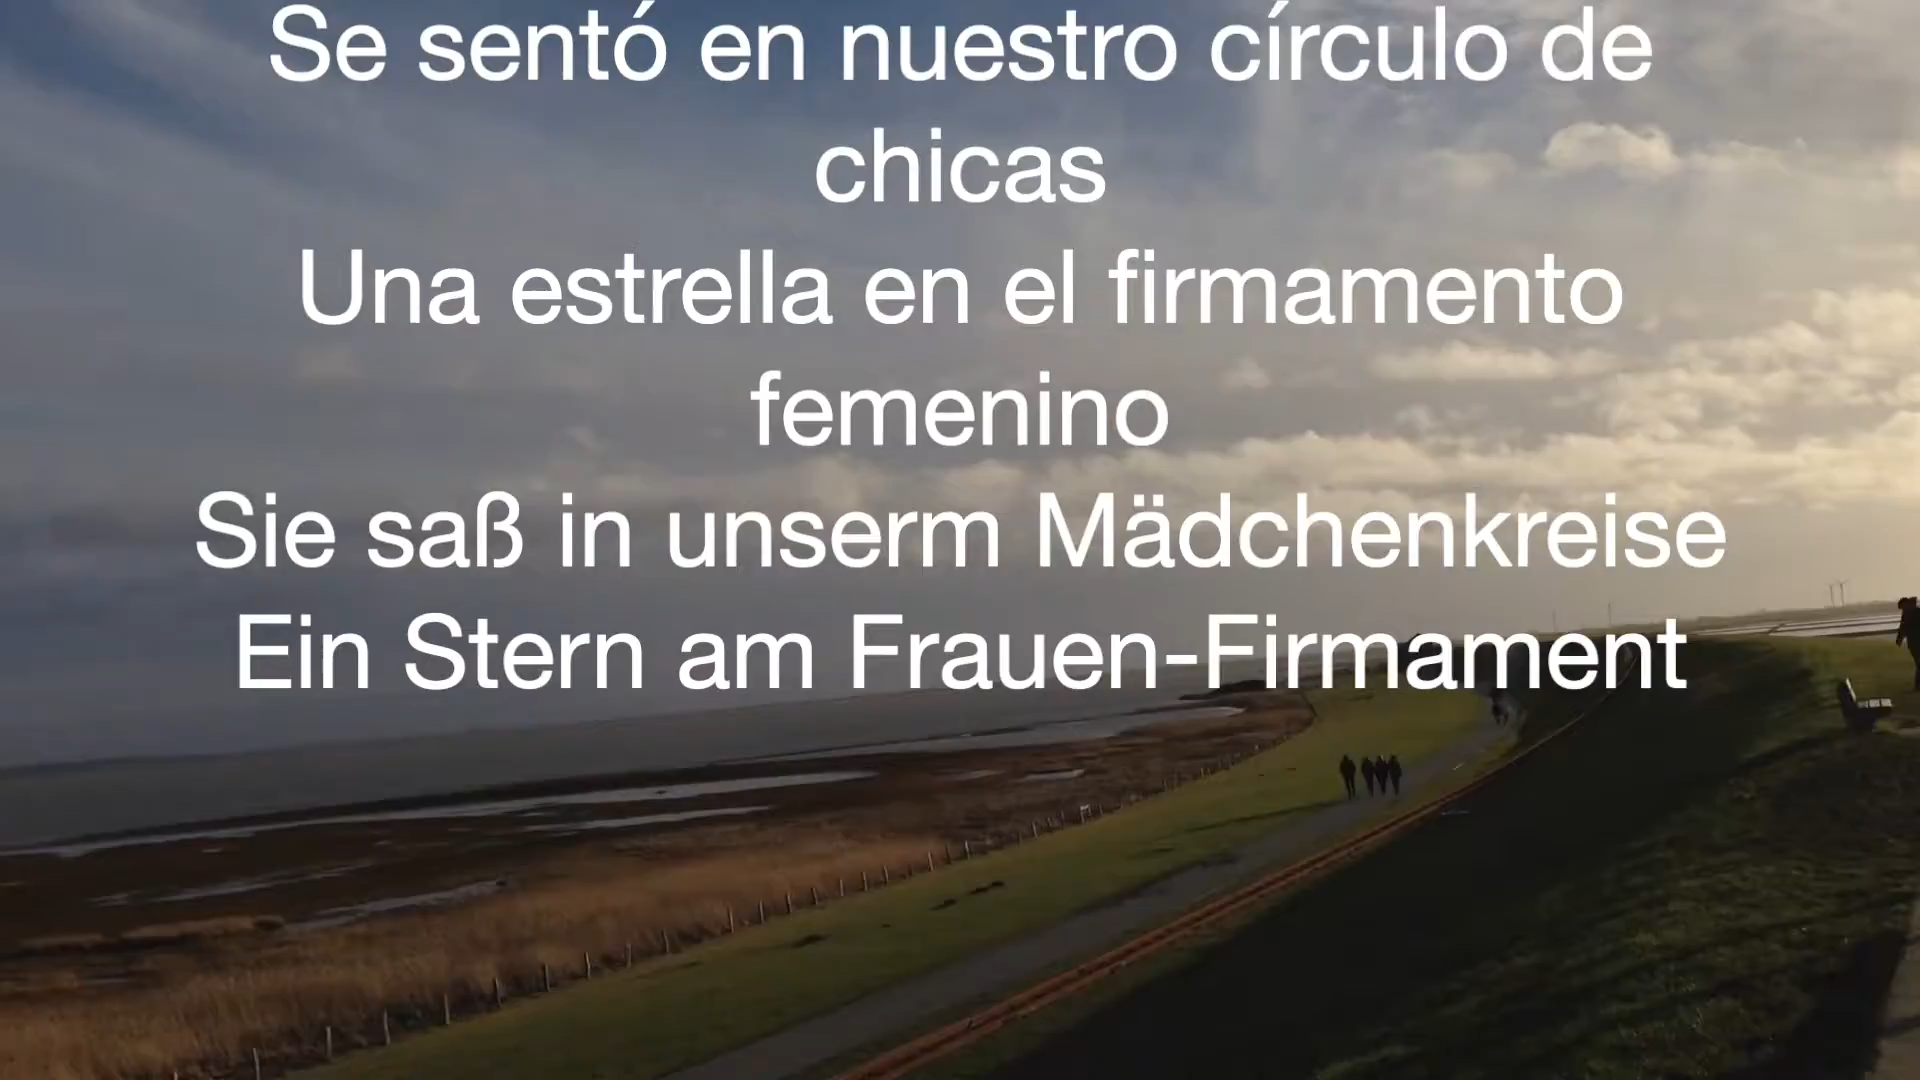 Se sentó en nuestro círculo de
chicas
Una estrella en el firmamento
femenino
Sie saß in unserm Mädchenkreise
Ein Stern am Frauen-Firmament